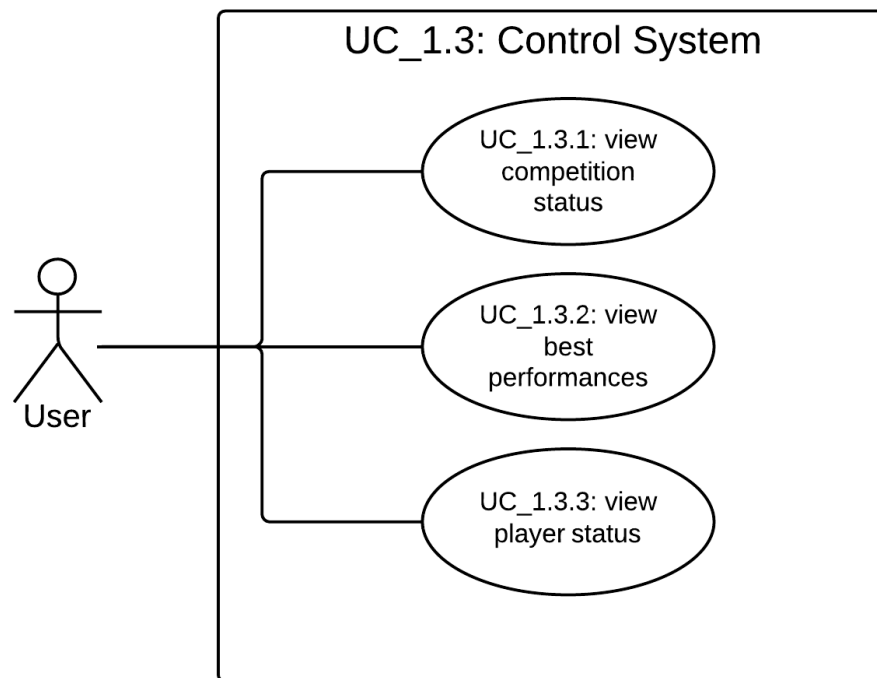 UC_1.3: Control System
UC_1.3.1: view
competition
status
UC_1.3.2: view
best
performances
User
UC_1.3.3: view
player status